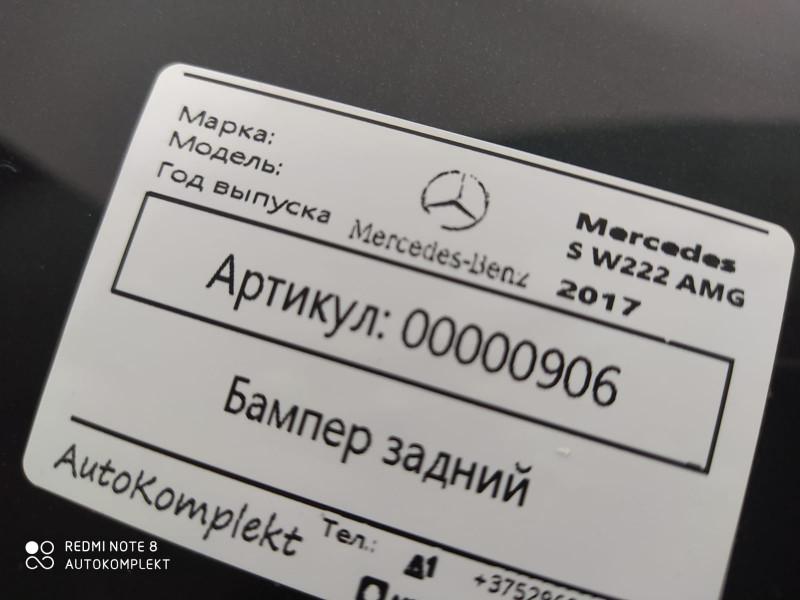 Марка:
Модель:
Год выпуска
Mercedes-Benz
Mercedes
S W222 AMG
2017
Артикул: 00000906
Бампер задний
AutoKomplekt
Тел.:
A1
REDMI NOTE 8
AUTOKOMPLEKT